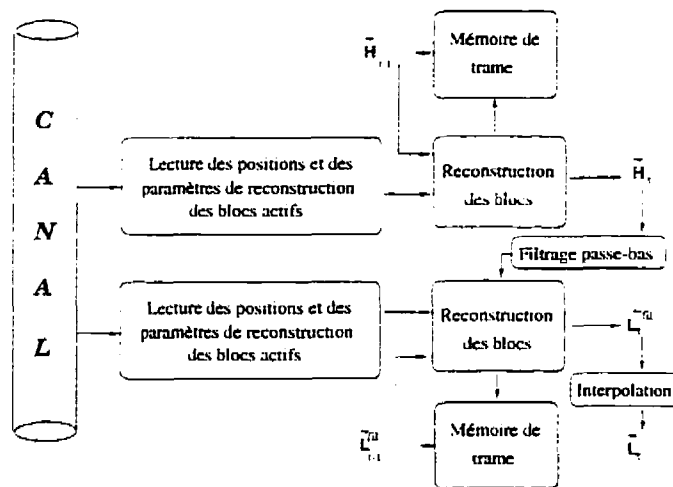 C
A
N
A
L
Lecture des positions et des
paramètres de reconstruction
des blocs actifs
Mémoire de
trame
Reconstruction
des blocs
Filtrage passe-bas
Lecture des positions et des
paramètres de reconstruction
des blocs actifs
Reconstruction
des blocs
Interpolation
Mémoire de
trame